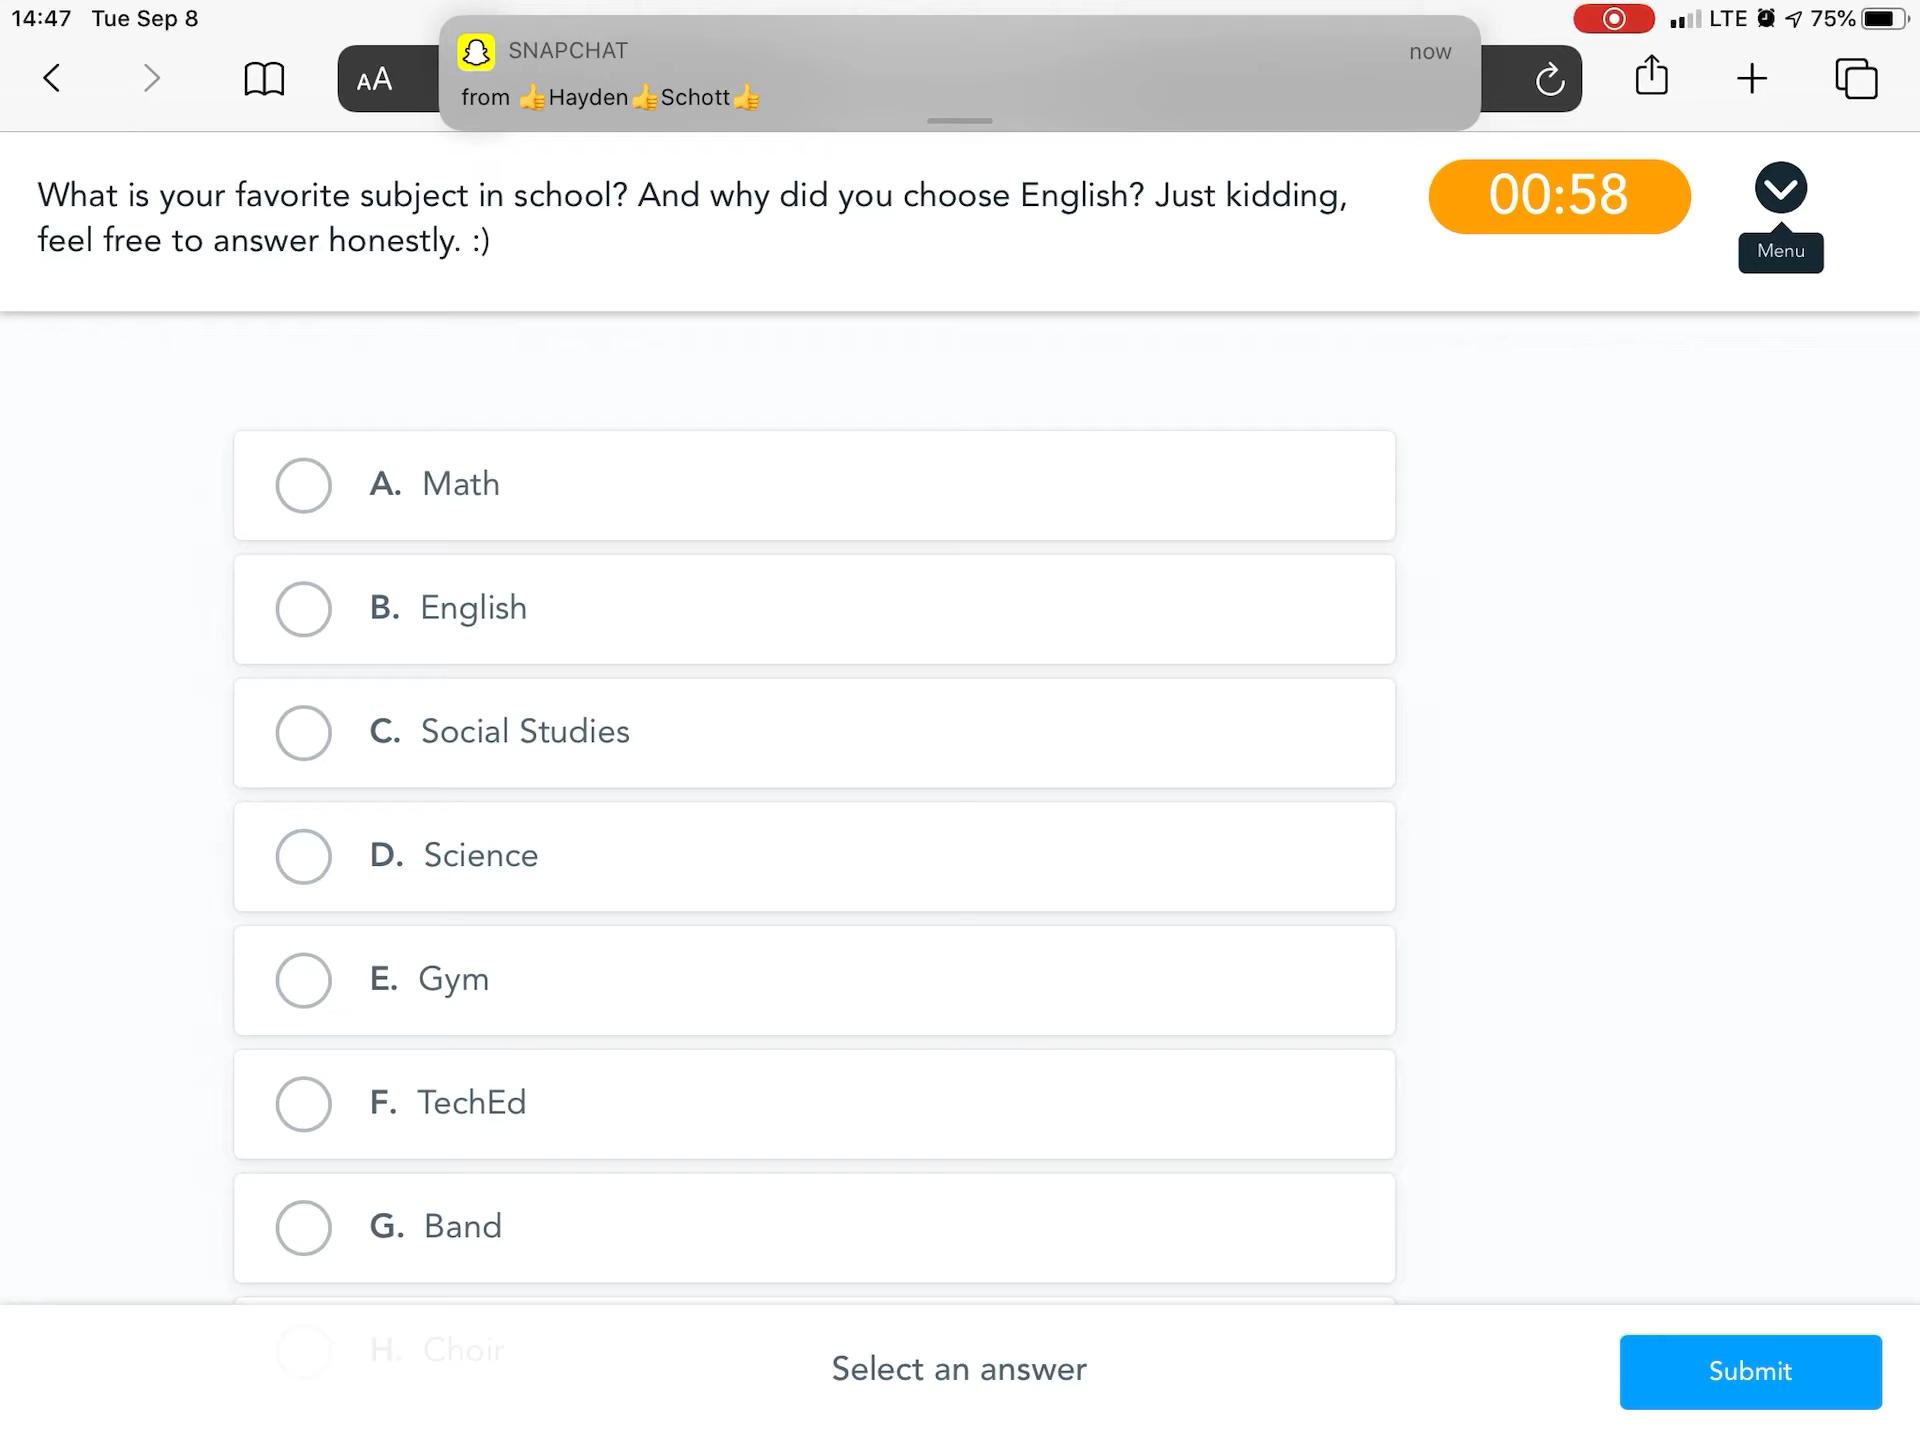 14:47 Tue Sep 8
LTE 75%
AA
SNAPCHAT now
from 👍Hayden👍Schott👍
What is your favorite subject in school? And why did you choose English? Just kidding,
feel free to answer honestly. :)
00:58
Menu
A. Math
B. English
C. Social Studies
D. Science
E. Gym
F. TechEd
G. Band
H. Choir
Select an answer
Submit